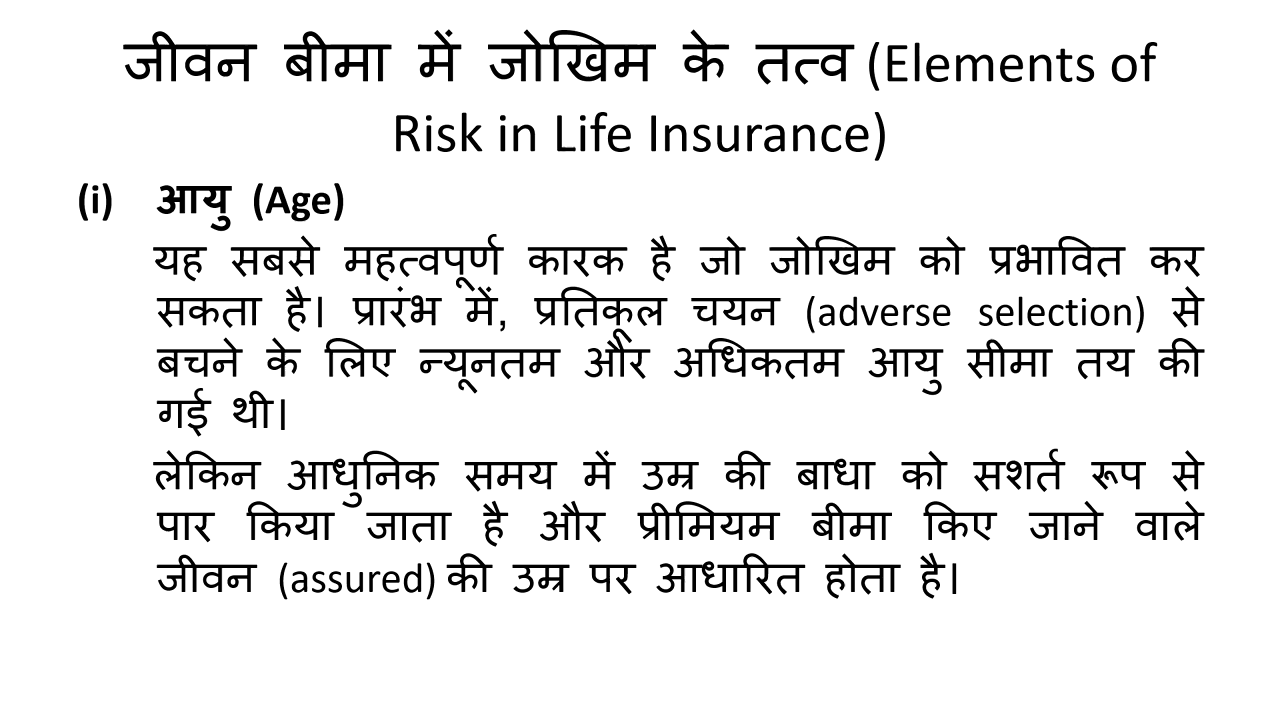 जीवन बीमा में जोखिम के तत्व (Elements of
Risk in Life Insurance)
(i) आयु (Age)
यह सबसे महत्वपूर्ण कारक है जो जोखिम को प्रभावित कर
सकता है। प्रारंभ में, प्रतिकूल चयन (adverse selection) से
बचने के लिए न्यूनतम और अधिकतम आयु सीमा तय की
गई थी।
लेकिन आधुनिक समय में उम्र की बाधा को सशर्त रूप से
पार किया जाता है और प्रीमियम बीमा किए जाने वाले
जीवन (assured) की उम्र पर आधारित होता है।